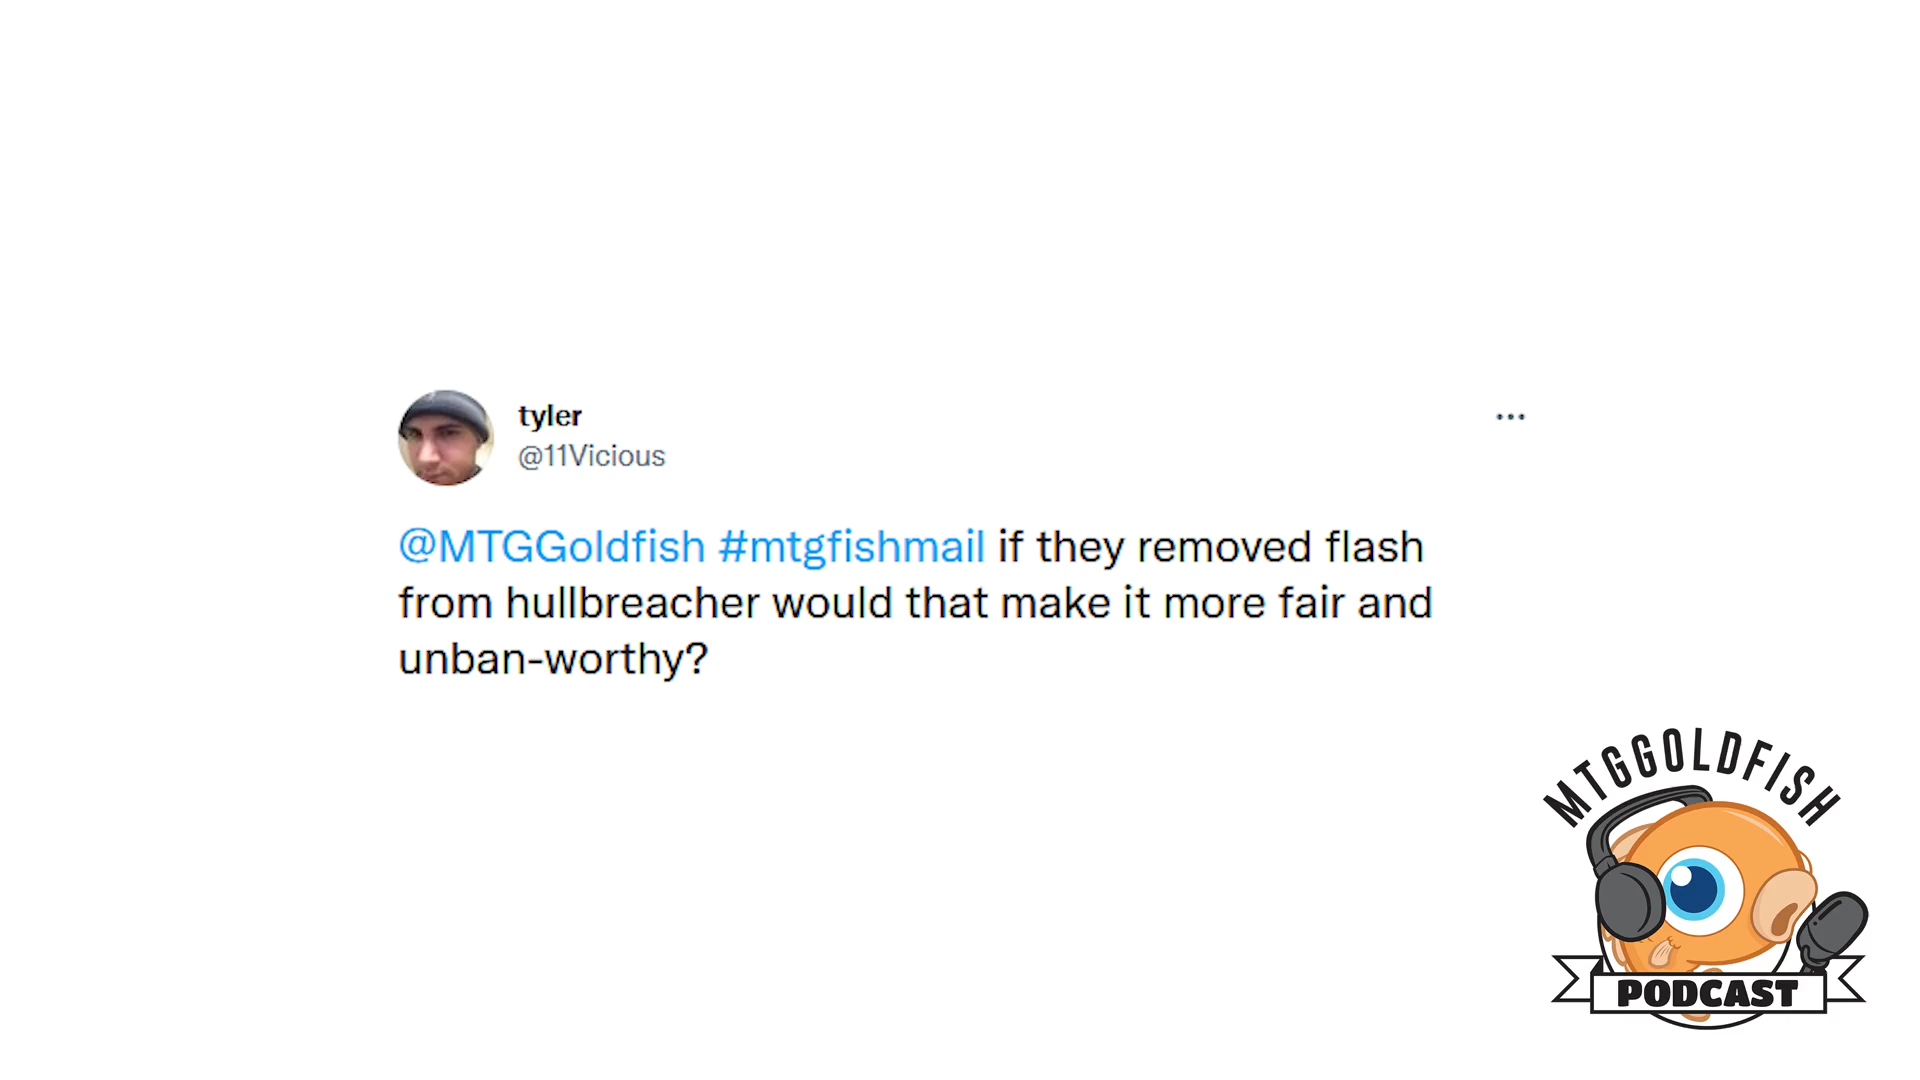 tyler
@11Vicious
@MTGGoldfish #mtgfishmail if they removed flash
from hullbreacher would that make it more fair and
unban-worthy?
MTGGOLDFISH
PODCAST